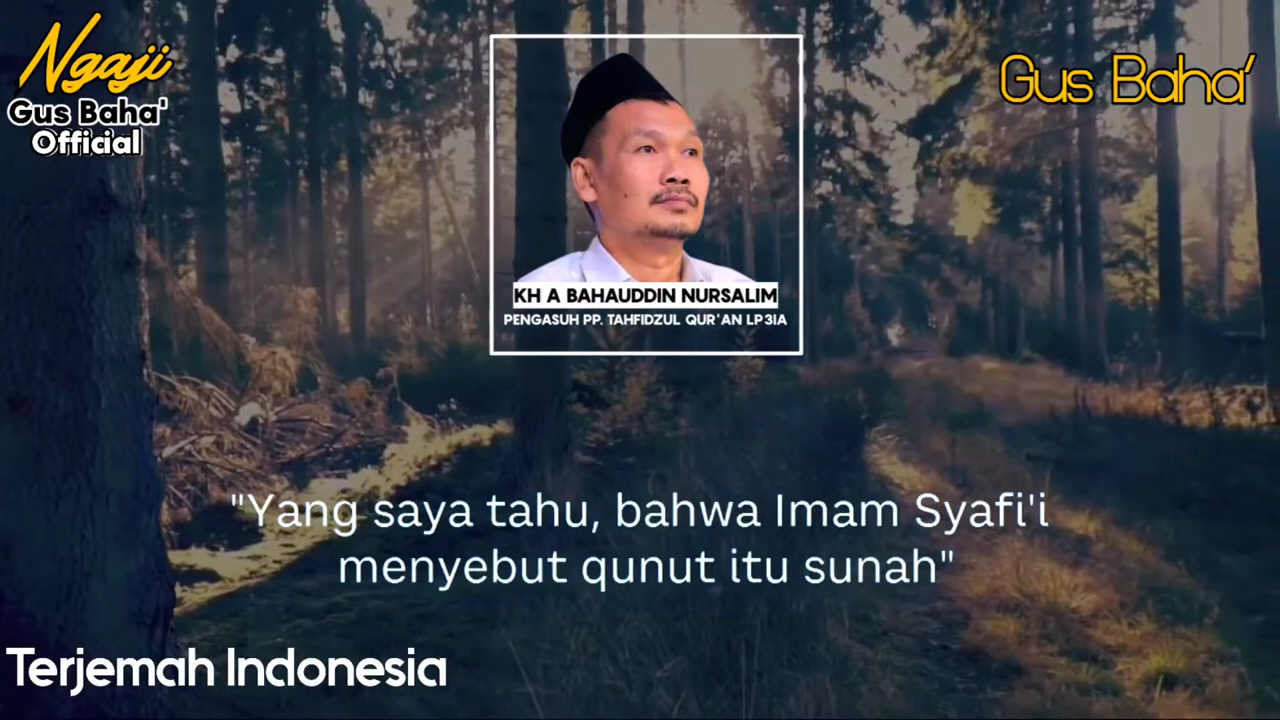 Ngaji
Gus Baha'
Official
Gus Baha'
KH A BAHAUDDIN NURSALIM
PENGASUH PP. TAHFIDZUL QUR'AN LP3IA
"Yang saya tahu, bahwa Imam Syafi'i
menyebut qunut itu sunah"
Terjemah Indonesia